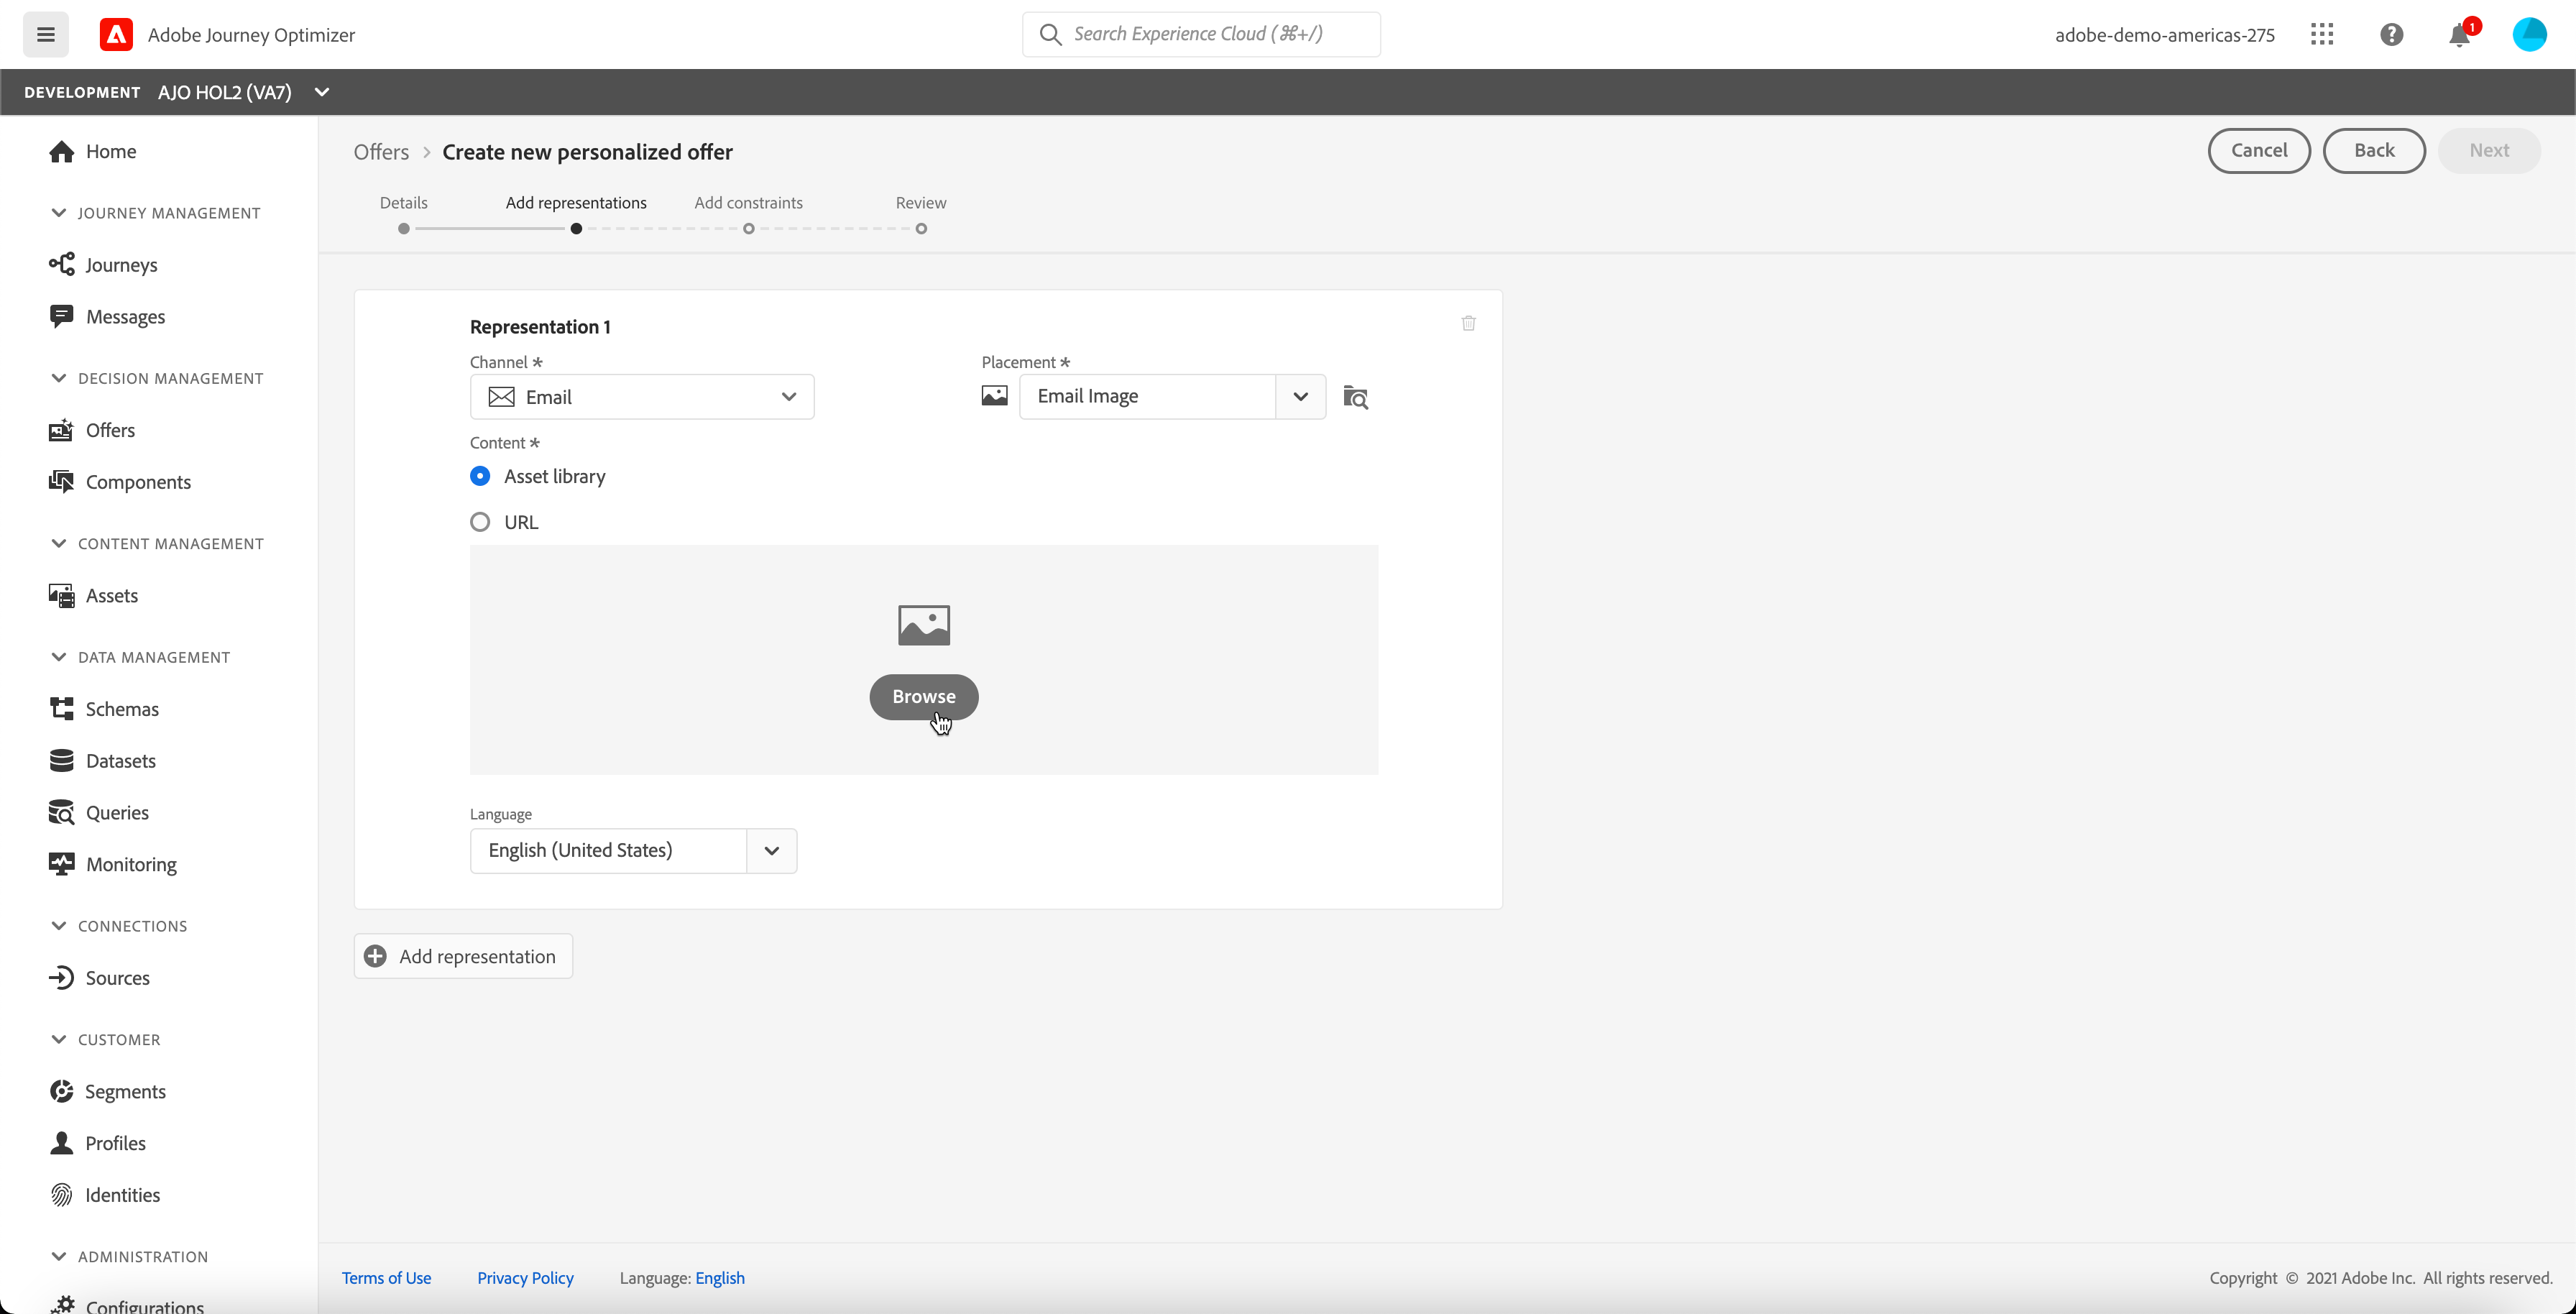 Adobe Journey Optimizer
Search Experience Cloud (⌘+/)
adobe-demo-americas-275
1
DEVELOPMENT AJO HOL2 (VA7)
Home
JOURNEY MANAGEMENT
Journeys
Messages
DECISION MANAGEMENT
Offers
Components
CONTENT MANAGEMENT
Assets
DATA MANAGEMENT
Schemas
Datasets
Queries
Monitoring
CONNECTIONS
Sources
CUSTOMER
Segments
Profiles
Identities
ADMINISTRATION
Configurations
Offers > Create new personalized offer
Cancel
Back
Next
Details
Add representations
Add constraints
Review
Representation 1
Channel *
Email
Placement *
Email Image
Content *
Asset library
URL
Browse
Language
English (United States)
Add representation
Terms of Use
Privacy Policy
Language: English
Copyright © 2021 Adobe Inc. All rights reserved.